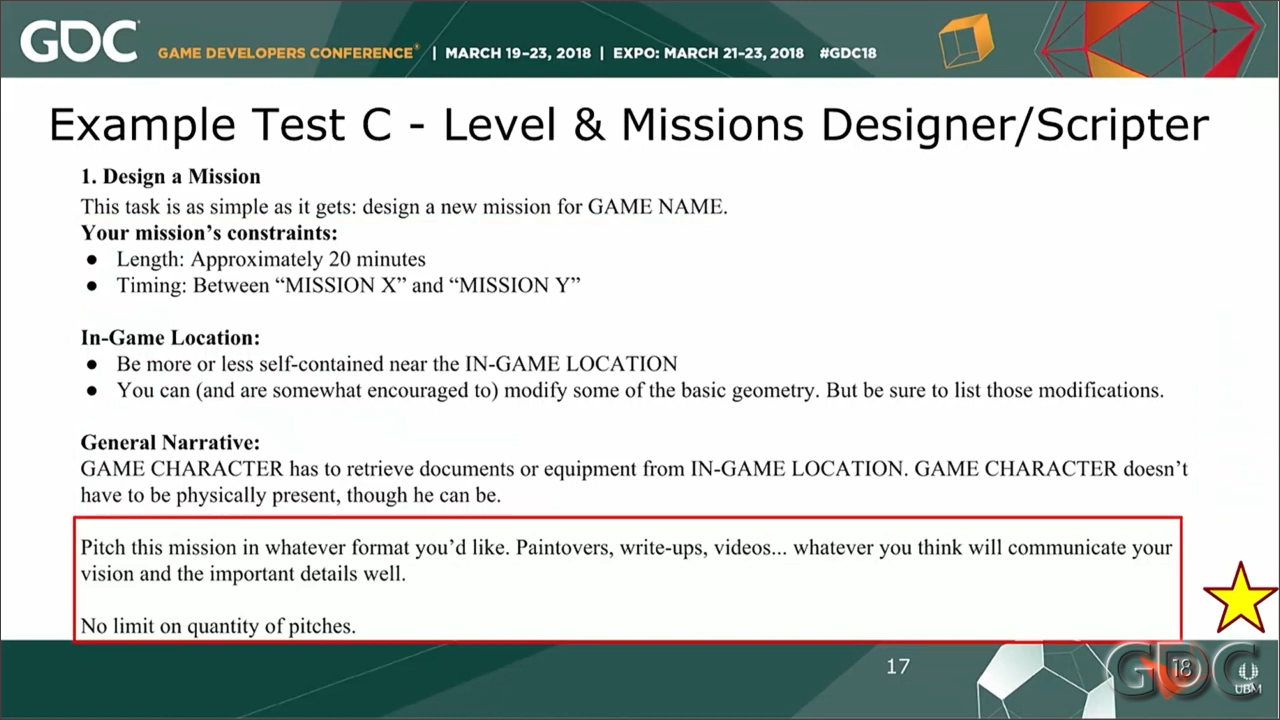 GDC GAME DEVELOPERS CONFERENCE® | MARCH 19–23, 2018 | EXPO: MARCH 21–23, 2018 #GDC18
Example Test C - Level & Missions Designer/Scripter
1. Design a Mission
This task is as simple as it gets: design a new mission for GAME NAME.
Your mission’s constraints:
● Length: Approximately 20 minutes
● Timing: Between “MISSION X” and “MISSION Y”
In-Game Location:
● Be more or less self-contained near the IN-GAME LOCATION
● You can (and are somewhat encouraged to) modify some of the basic geometry. But be sure to list those modifications.
General Narrative:
GAME CHARACTER has to retrieve documents or equipment from IN-GAME LOCATION. GAME CHARACTER doesn’t
have to be physically present, though he can be.
Pitch this mission in whatever format you’d like. Paintovers, write-ups, videos... whatever you think will communicate your
vision and the important details well.
No limit on quantity of pitches.
17
GDC 18
UBM